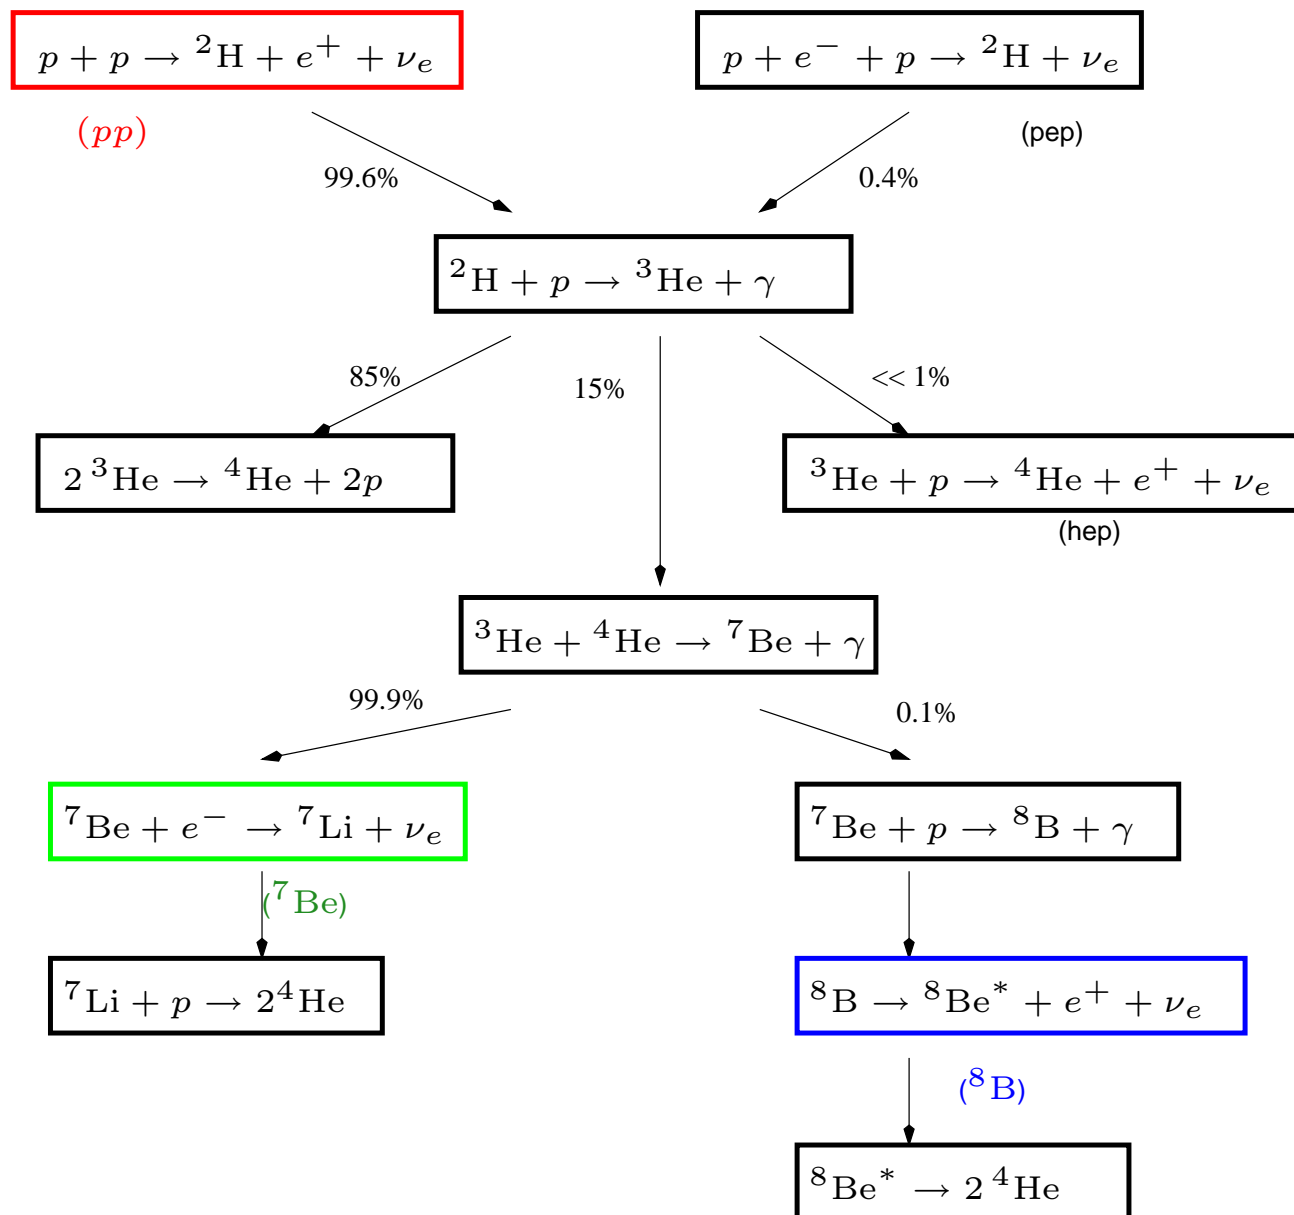 p + p → ²H + e⁺ + νₑ
p + e⁻ + p → ²H + νₑ
(pp)
(pep)
99.6%
0.4%
²H + p → ³He + γ
85%
15%
<< 1%
2 ³He → ⁴He + 2p
³He + p → ⁴He + e⁺ + νₑ
(hep)
³He + ⁴He → ⁷Be + γ
99.9%
0.1%
⁷Be + e⁻ → ⁷Li + νₑ
⁷Be + p → ⁸B + γ
(⁷Be)
⁷Li + p → 2⁴He
⁸B → ⁸Be* + e⁺ + νₑ
(⁸B)
⁸Be* → 2 ⁴He